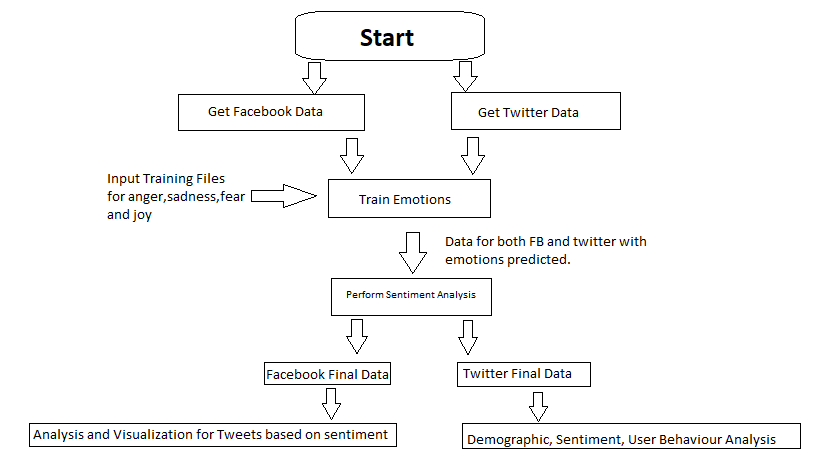 Start
Get Facebook Data
Get Twitter Data
Input Training Files
for anger,sadness,fear
and joy
Train Emotions
Data for both FB and twitter with
emotions predicted.
Perform Sentiment Analysis
Facebook Final Data
Twitter Final Data
Analysis and Visualization for Tweets based on sentiment
Demographic, Sentiment, User Behaviour Analysis